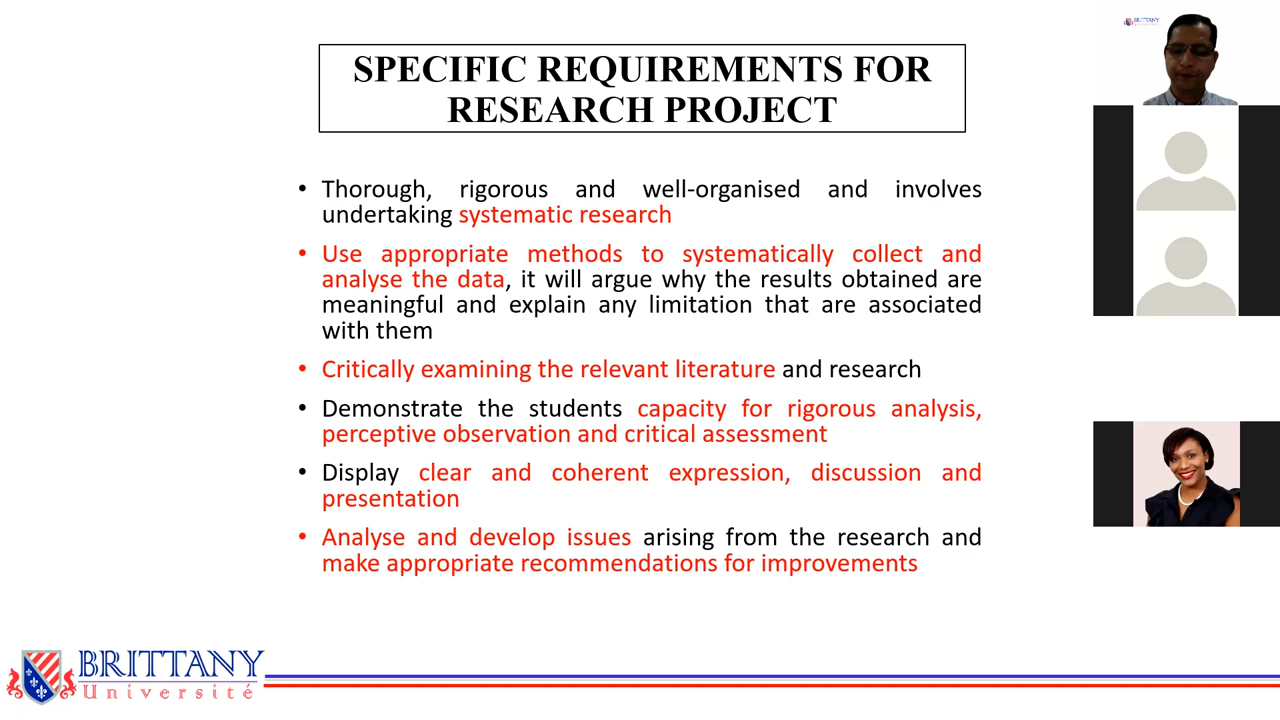 BRITTANY
SPECIFIC REQUIREMENTS FOR
RESEARCH PROJECT
• Thorough, rigorous and well-organised and involves
undertaking systematic research
• Use appropriate methods to systematically collect and
analyse the data, it will argue why the results obtained are
meaningful and explain any limitation that are associated
with them
• Critically examining the relevant literature and research
• Demonstrate the students capacity for rigorous analysis,
perceptive observation and critical assessment
• Display clear and coherent expression, discussion and
presentation
• Analyse and develop issues arising from the research and
make appropriate recommendations for improvements
BRITTANY
Université